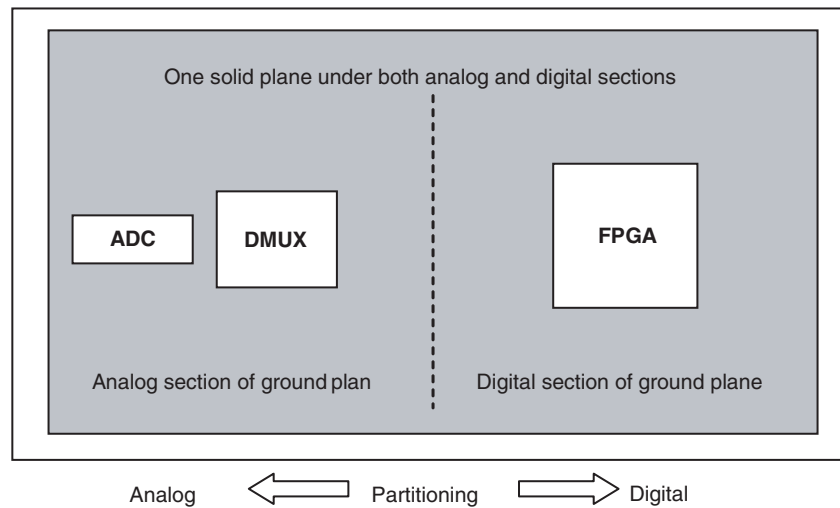 One solid plane under both analog and digital sections
ADC
DMUX
FPGA
Analog section of ground plan
Digital section of ground plane
Analog
Partitioning
Digital